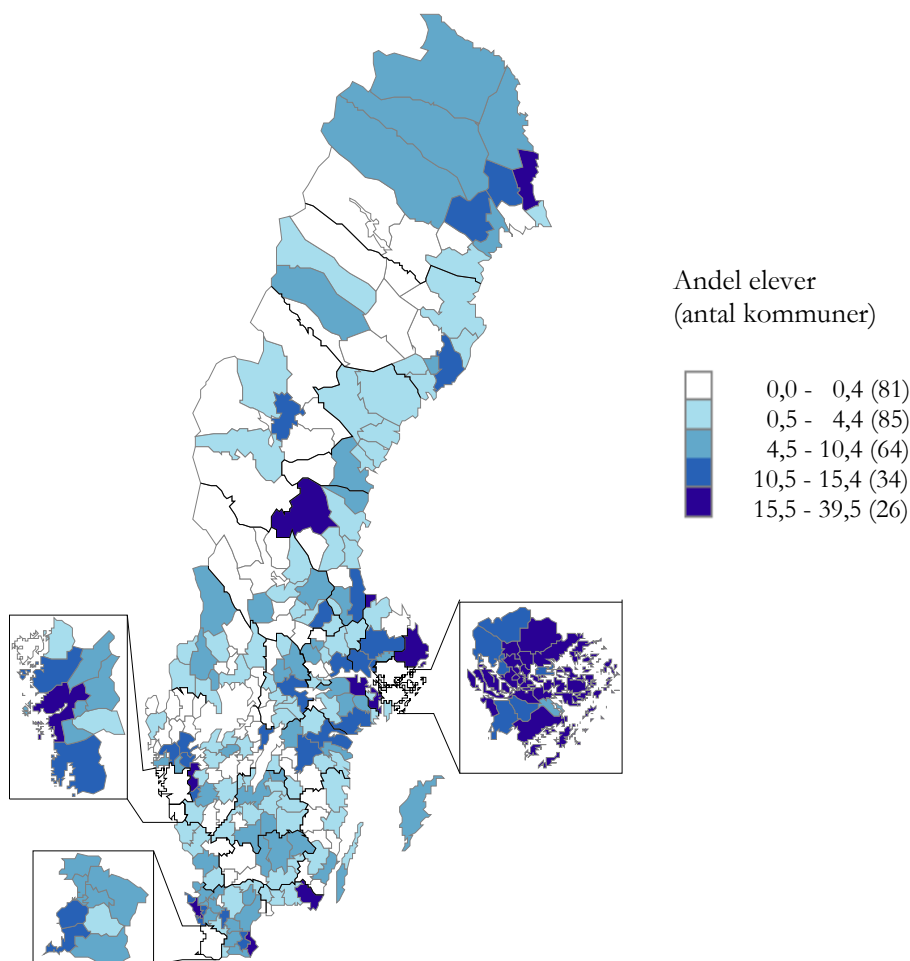 Andel elever
(antal kommuner)
0,0 - 0,4 (81)
0,5 - 4,4 (85)
4,5 - 10,4 (64)
10,5 - 15,4 (34)
15,5 - 39,5 (26)